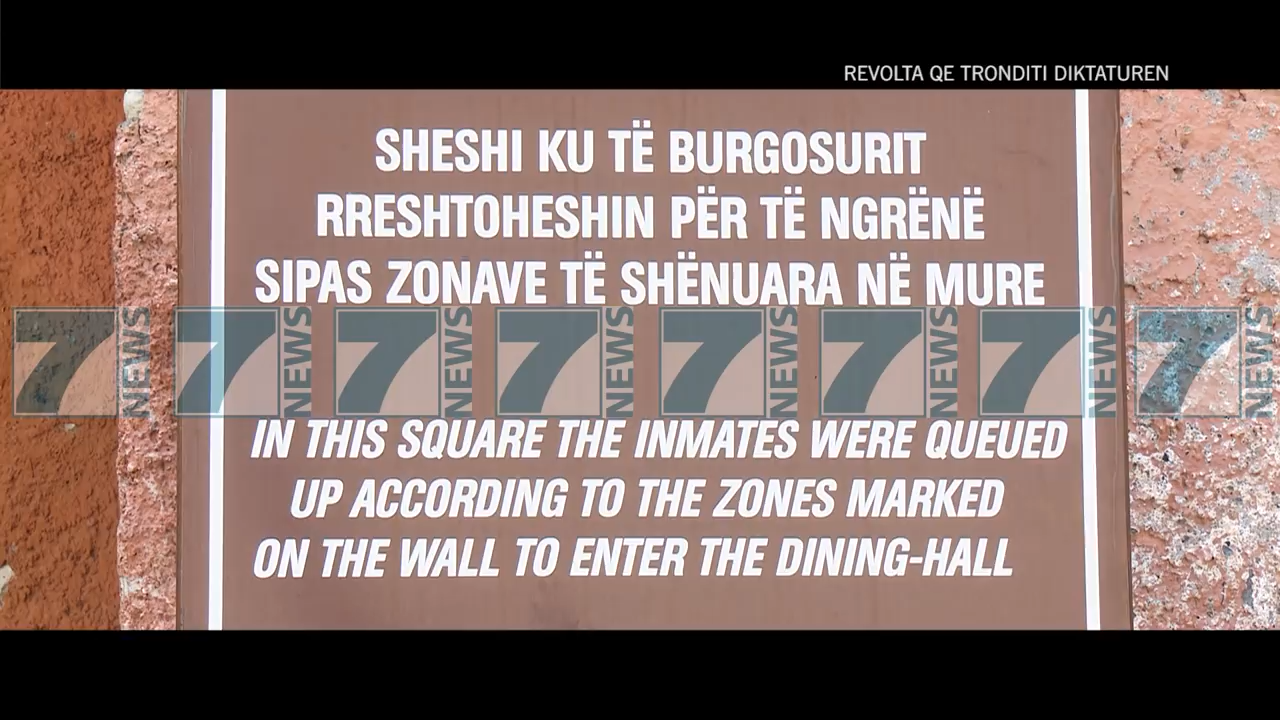 REVOLTA QE TRONDITI DIKTATUREN
SHESHI KU TË BURGOSURIT
RRESHTOHESHIN PËR TË NGRËNË
SIPAS ZONAVE TË SHËNUARA NË MURE
7 NEWS 7 NEWS 7 NEWS 7 NEWS 7 NEWS 7 NEWS 7 NEWS 7 NEWS
IN THIS SQUARE THE INMATES WERE QUEUED
UP ACCORDING TO THE ZONES MARKED
ON THE WALL TO ENTER THE DINING-HALL